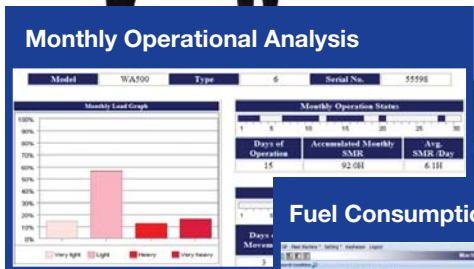 Monthly Operational Analysis
Model WA500 Type 6 Serial No. 55598
Monthly Load Graph
100%
90%
80%
70%
60%
50%
40%
30%
20%
10%
0%
Very light Light Heavy Very heavy
Monthly Operation Status
1 5 10 15 20 25 30
Days of Operation Accumulated Monthly SMR Avg. SMR /Day
15 92.0H 6.1H
1
Days
Movem
3
Fuel Consumptio